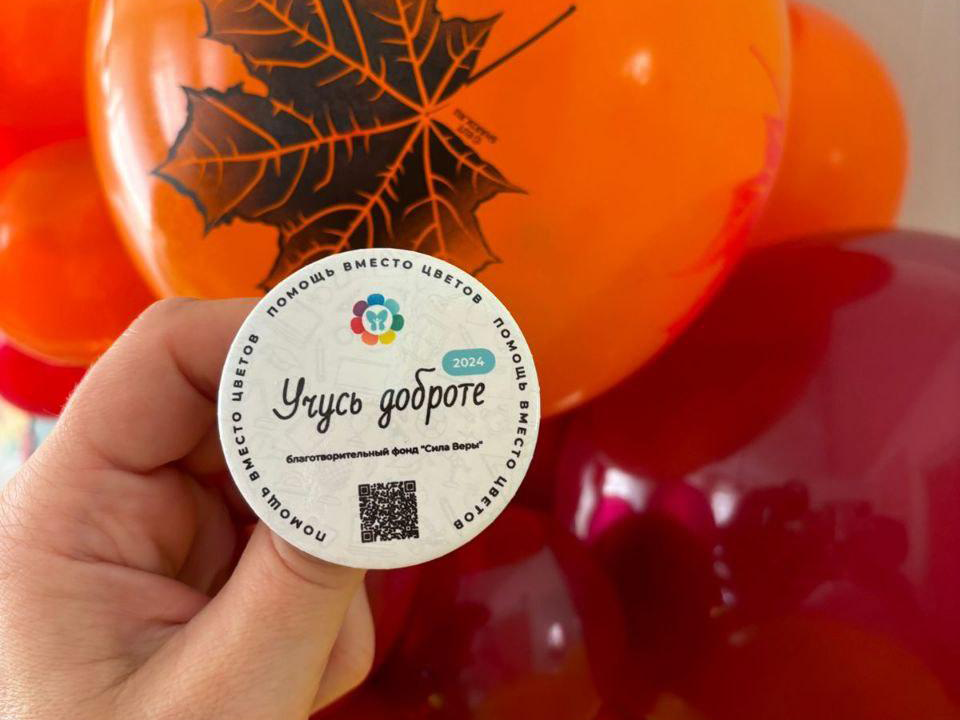 ПОМОЩЬ ВМЕСТО ЦВЕТОВ
ПОМОЩЬ ВМЕСТО ЦВЕТОВ
ПОМОЩЬ ВМЕСТО ЦВЕТОВ
2024
Учусь доброте
благотворительный фонд "Сила Веры"